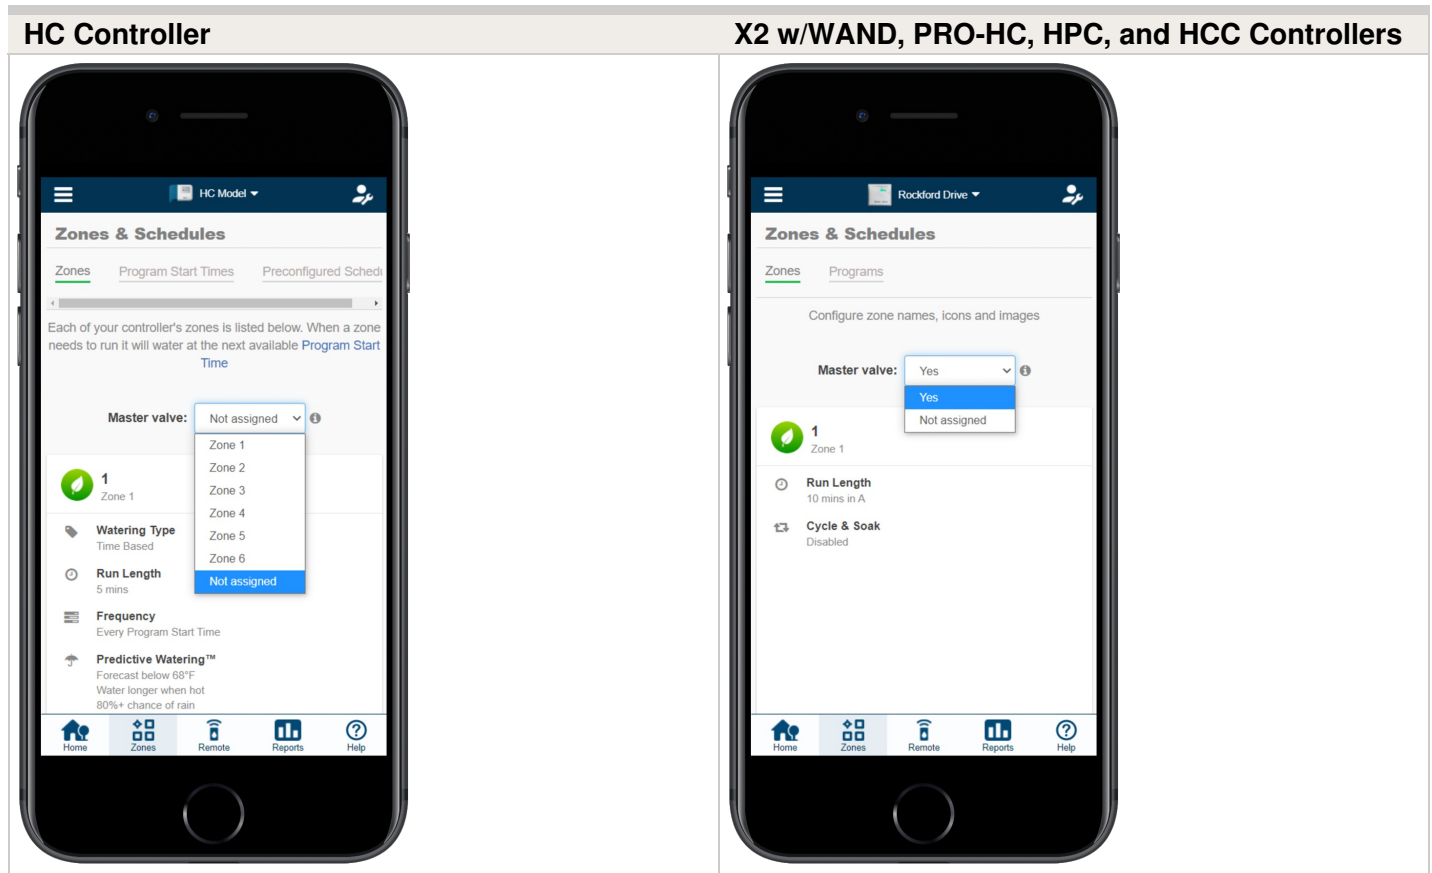 HC Controller
X2 w/WAND, PRO-HC, HPC, and HCC Controllers
HC Model
Zones & Schedules
Zones Program Start Times Preconfigured Schedu
Each of your controller's zones is listed below. When a zone
needs to run it will water at the next available Program Start
Time
Master valve: Not assigned
Zone 1
Zone 2
Zone 3
Zone 4
Zone 5
Zone 6
Not assigned
1
Zone 1
Watering Type
Time Based
Run Length
5 mins
Frequency
Every Program Start Time
Predictive Watering™
Forecast below 68°F
Water longer when hot
80%+ chance of rain
Home Zones Remote Reports Help
Rockford Drive
Zones & Schedules
Zones Programs
Configure zone names, icons and images
Master valve: Yes
Yes
Not assigned
1
Zone 1
Run Length
10 mins in A
Cycle & Soak
Disabled
Home Zones Remote Reports Help